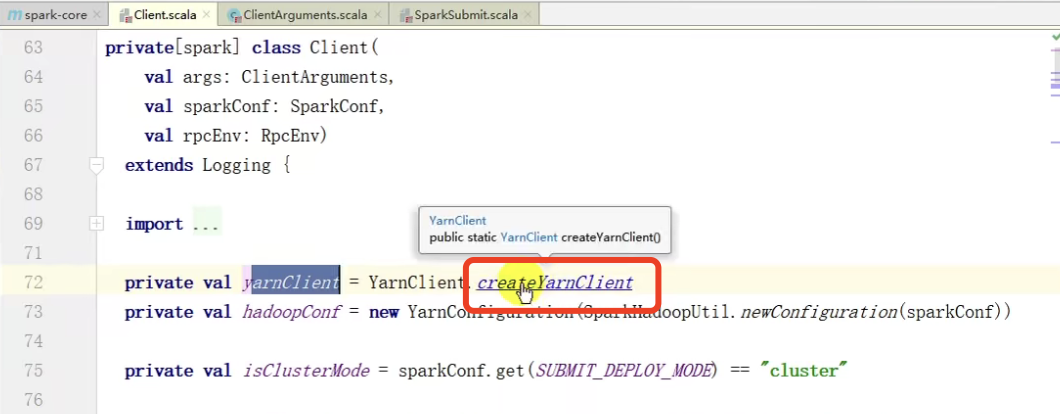 spark-core Client.scala ClientArguments.scala SparkSubmit.scala
63 private[spark] class Client(
64 val args: ClientArguments,
65 val sparkConf: SparkConf,
66 val rpcEnv: RpcEnv)
67 extends Logging {
68
69 import ...
YarnClient
public static YarnClient createYarnClient()
71
72 private val yarnClient = YarnClient.createYarnClient
73 private val hadoopConf = new YarnConfiguration(SparkHadoopUtil.newConfiguration(sparkConf))
74
75 private val isClusterMode = sparkConf.get(SUBMIT_DEPLOY_MODE) == "cluster"
76